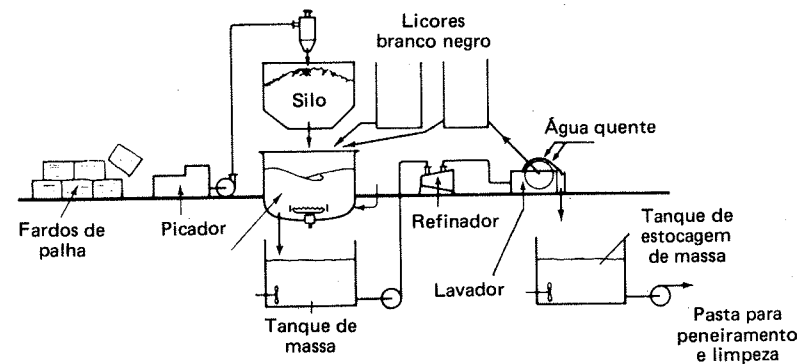 Licores
branco negro
Silo
Água quente
Fardos de
palha
Picador
Refinador
Tanque de
estocagem
de massa
Lavador
Tanque de
massa
Pasta para
peneiramento
e limpeza